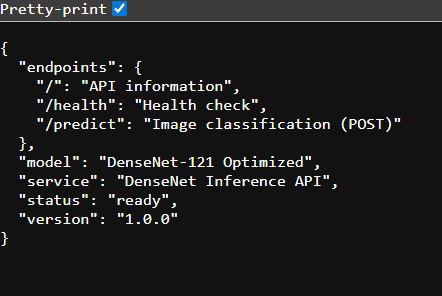 Pretty-print
{
  "endpoints": {
    "/": "API information",
    "/health": "Health check",
    "/predict": "Image classification (POST)"
  },
  "model": "DenseNet-121 Optimized",
  "service": "DenseNet Inference API",
  "status": "ready",
  "version": "1.0.0"
}